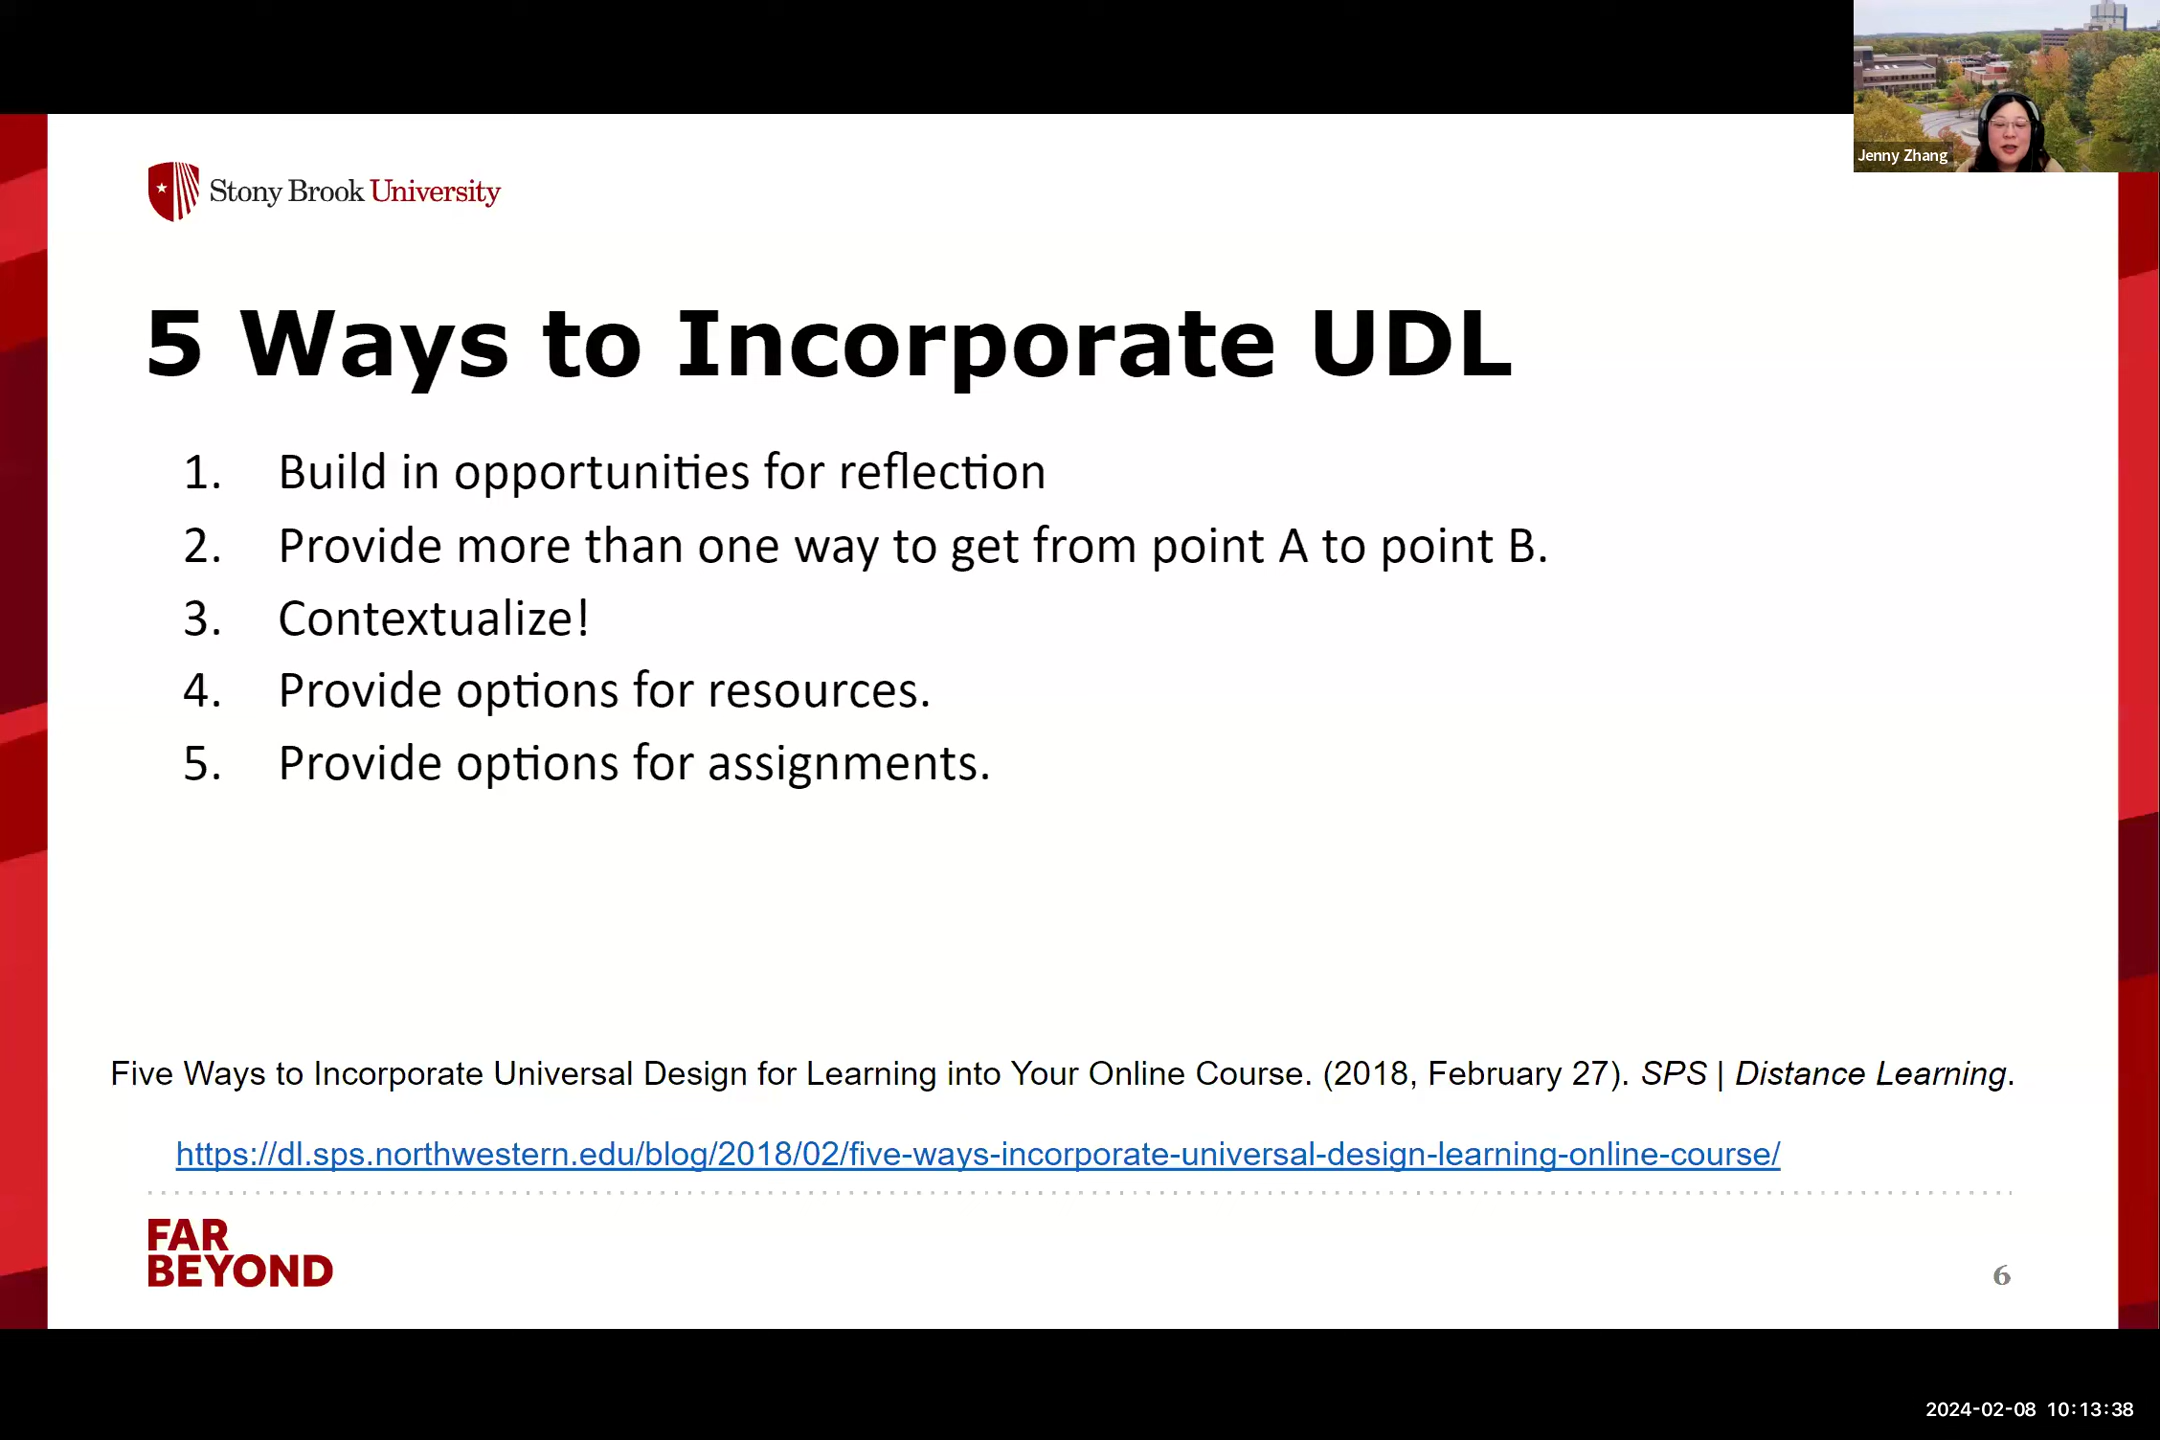 Jenny Zhang
Stony Brook University
5 Ways to Incorporate UDL
1. Build in opportunities for reflection
2. Provide more than one way to get from point A to point B.
3. Contextualize!
4. Provide options for resources.
5. Provide options for assignments.
Five Ways to Incorporate Universal Design for Learning into Your Online Course. (2018, February 27). SPS | Distance Learning.
https://dl.sps.northwestern.edu/blog/2018/02/five-ways-incorporate-universal-design-learning-online-course/
FAR
BEYOND
6
2024-02-08 10:13:38